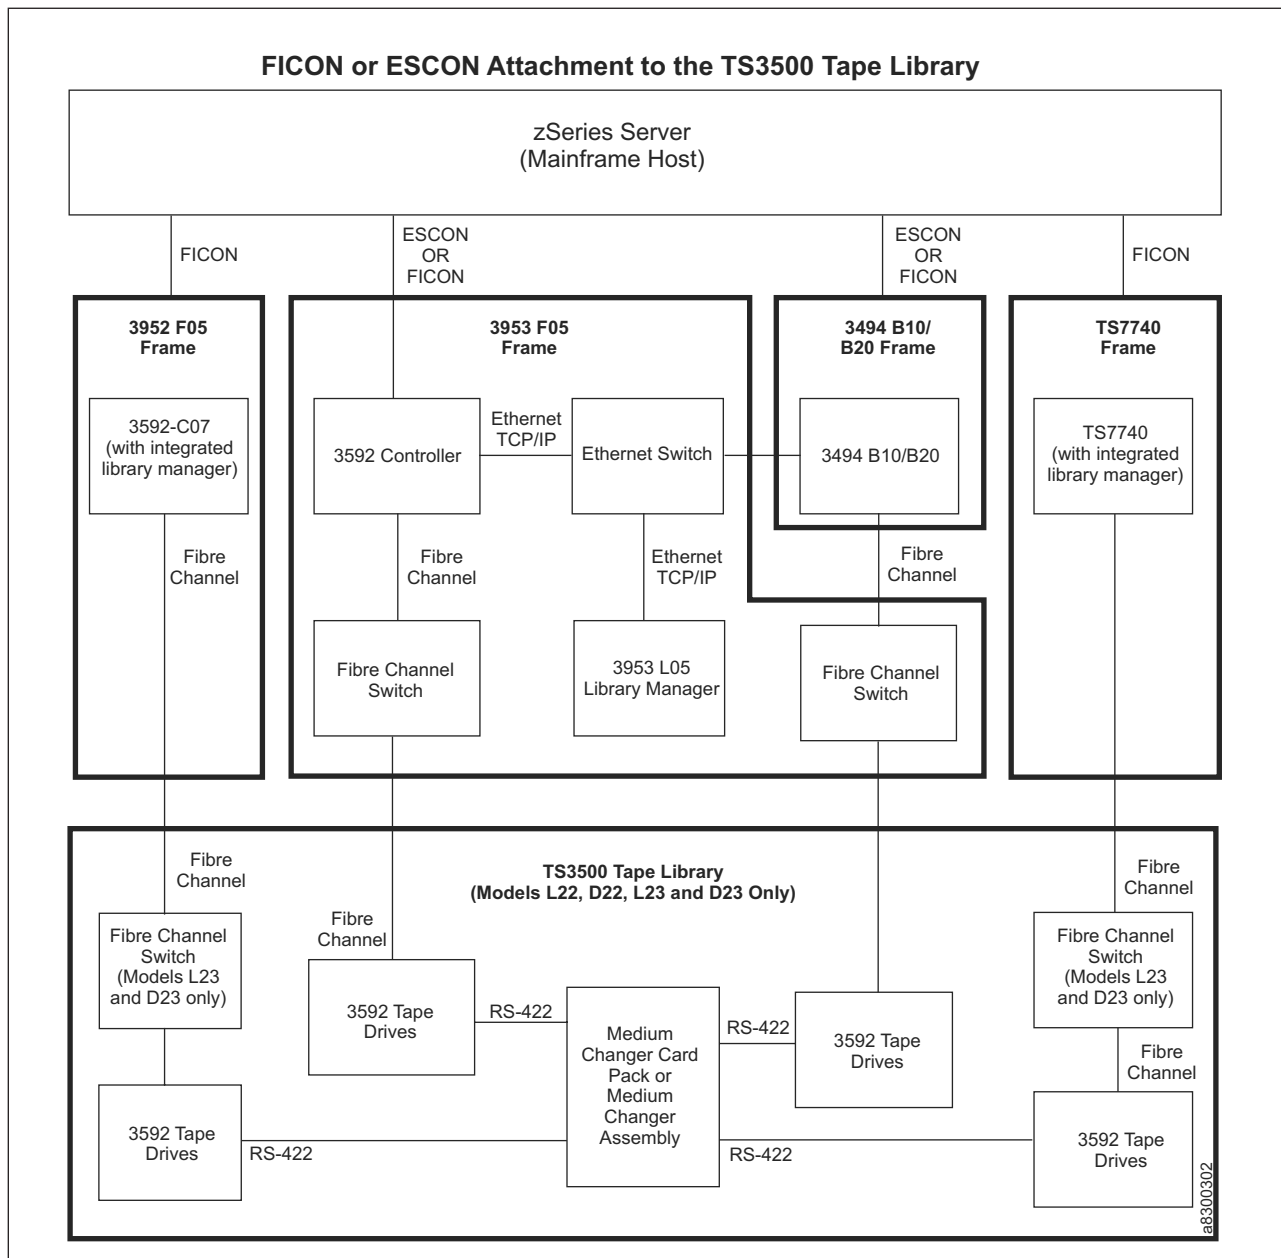 FICON or ESCON Attachment to the TS3500 Tape Library
zSeries Server
(Mainframe Host)
FICON
ESCON
OR
FICON
ESCON
OR
FICON
FICON
3952 F05
Frame
3953 F05
Frame
3494 B10/
B20 Frame
TS7740
Frame
3592-C07
(with integrated
library manager)
3592 Controller
Ethernet
TCP/IP
Ethernet Switch
3494 B10/B20
TS7740
(with integrated
library manager)
Fibre
Channel
Fibre
Channel
Ethernet
TCP/IP
Fibre
Channel
Fibre Channel
Switch
3953 L05
Library Manager
Fibre Channel
Switch
Fibre
Channel
TS3500 Tape Library
(Models L22, D22, L23 and D23 Only)
Fibre
Channel
Fibre Channel
Switch
(Models L23
and D23 only)
Fibre
Channel
Fibre Channel
Switch
(Models L23
and D23 only)
3592 Tape
Drives
RS-422
Medium
Changer Card
Pack or
Medium
Changer
Assembly
RS-422
3592 Tape
Drives
Fibre
Channel
3592 Tape
Drives
RS-422
RS-422
3592 Tape
Drives
a8300302